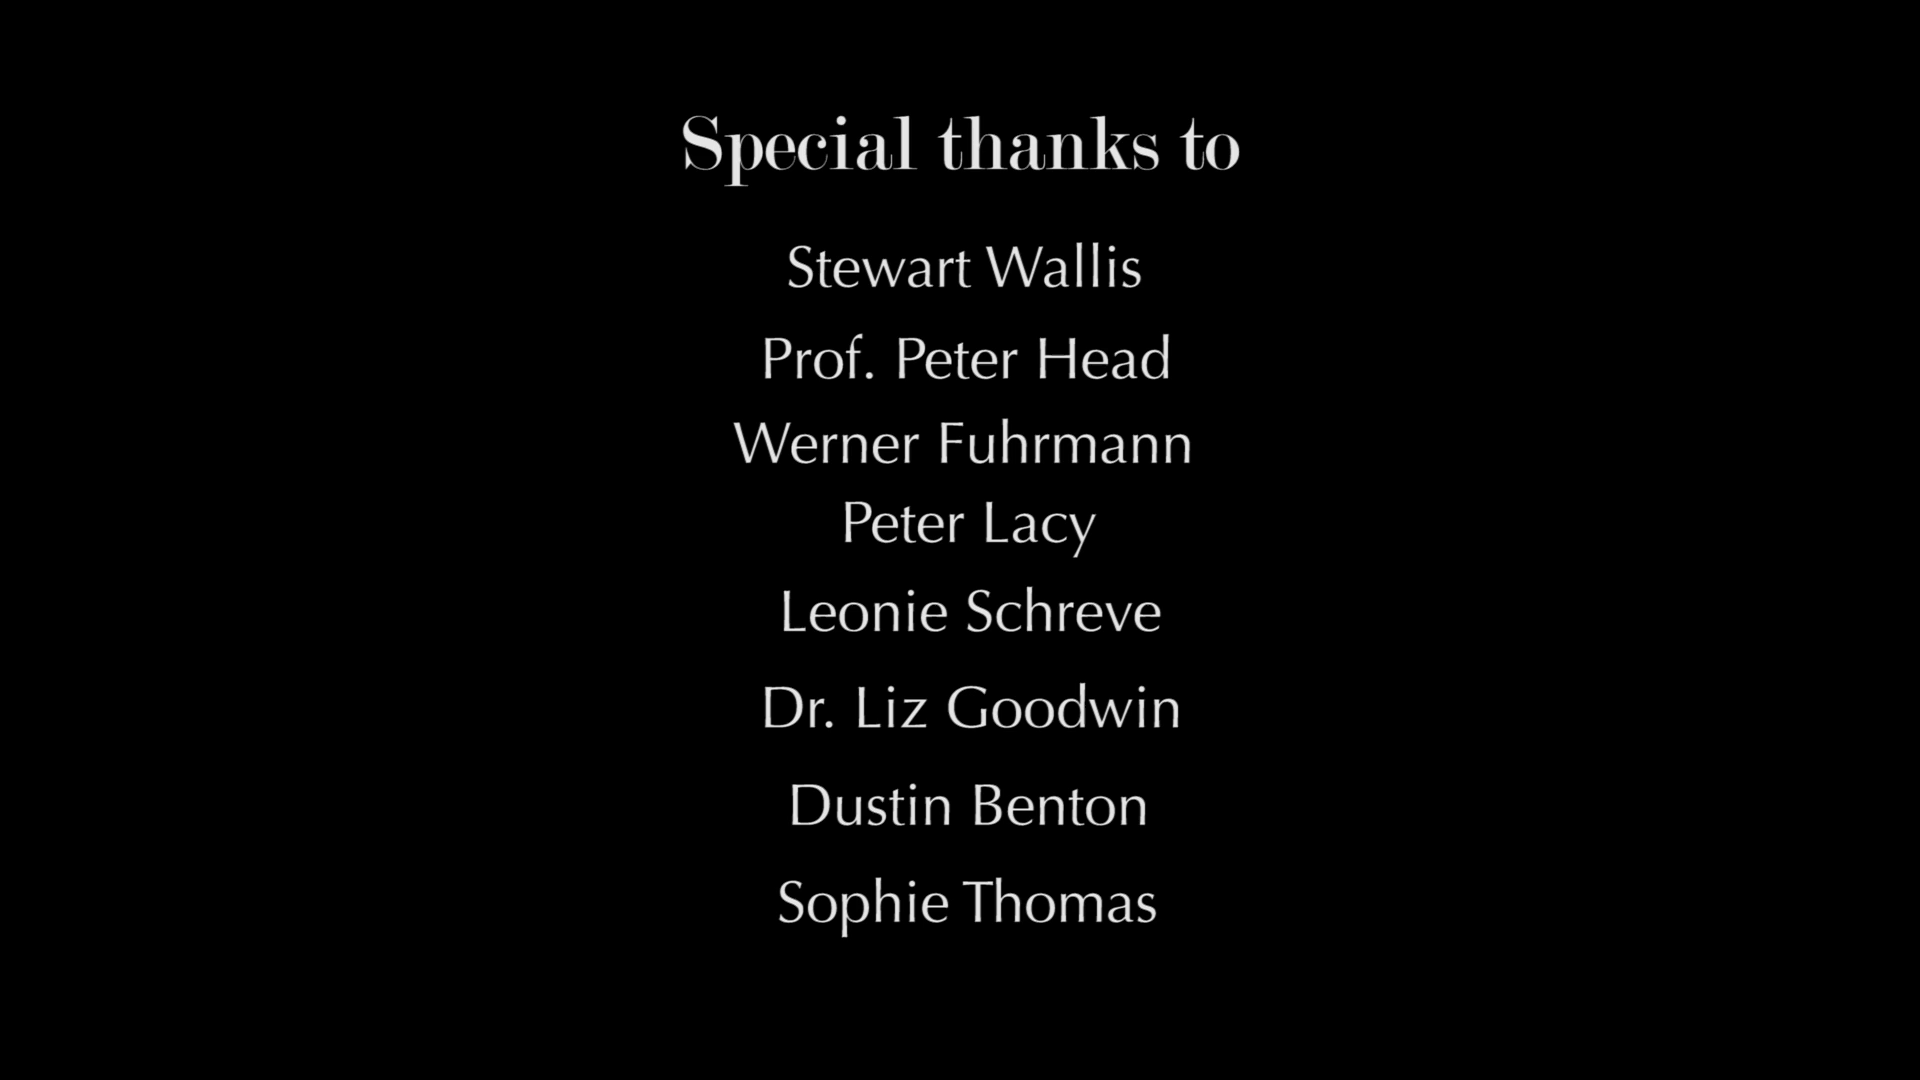 Special thanks to
Stewart Wallis
Prof. Peter Head
Werner Fuhrmann
Peter Lacy
Leonie Schreve
Dr. Liz Goodwin
Dustin Benton
Sophie Thomas